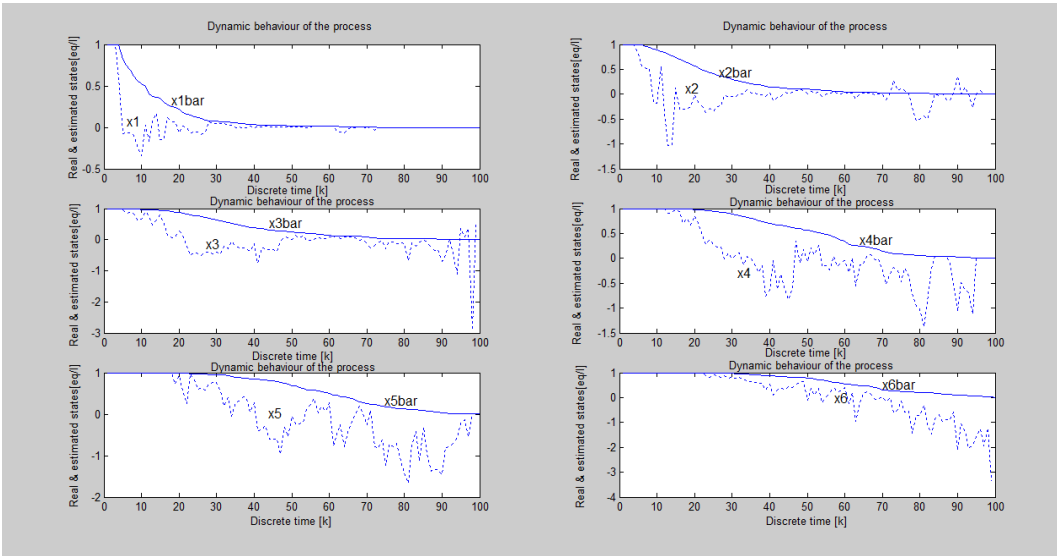 Dynamic behaviour of the process
Real & estimated states[eq/l]
1
0.5
0
-0.5
x1bar
x1
0 10 20 30 40 50 60 70 80 90 100
Discrete time [k]
Dynamic behaviour of the process
Real & estimated states[eq/l]
1
0.5
0
-0.5
-1
-1.5
x2bar
x2
0 10 20 30 40 50 60 70 80 90 100
Discrete time [k]
Dynamic behaviour of the process
Real & estimated states[eq/l]
1
0
-1
-2
-3
x3bar
x3
0 10 20 30 40 50 60 70 80 90 100
Discrete time [k]
Dynamic behaviour of the process
Real & estimated states[eq/l]
1
0.5
0
-0.5
-1
-1.5
x4bar
x4
0 10 20 30 40 50 60 70 80 90 100
Discrete time [k]
Dynamic behaviour of the process
Real & estimated states[eq/l]
1
0
-1
-2
x5bar
x5
0 10 20 30 40 50 60 70 80 90 100
Discrete time [k]
Dynamic behaviour of the process
Real & estimated states[eq/l]
1
0
-1
-2
-3
-4
x6bar
x6
0 10 20 30 40 50 60 70 80 90 100
Discrete time [k]